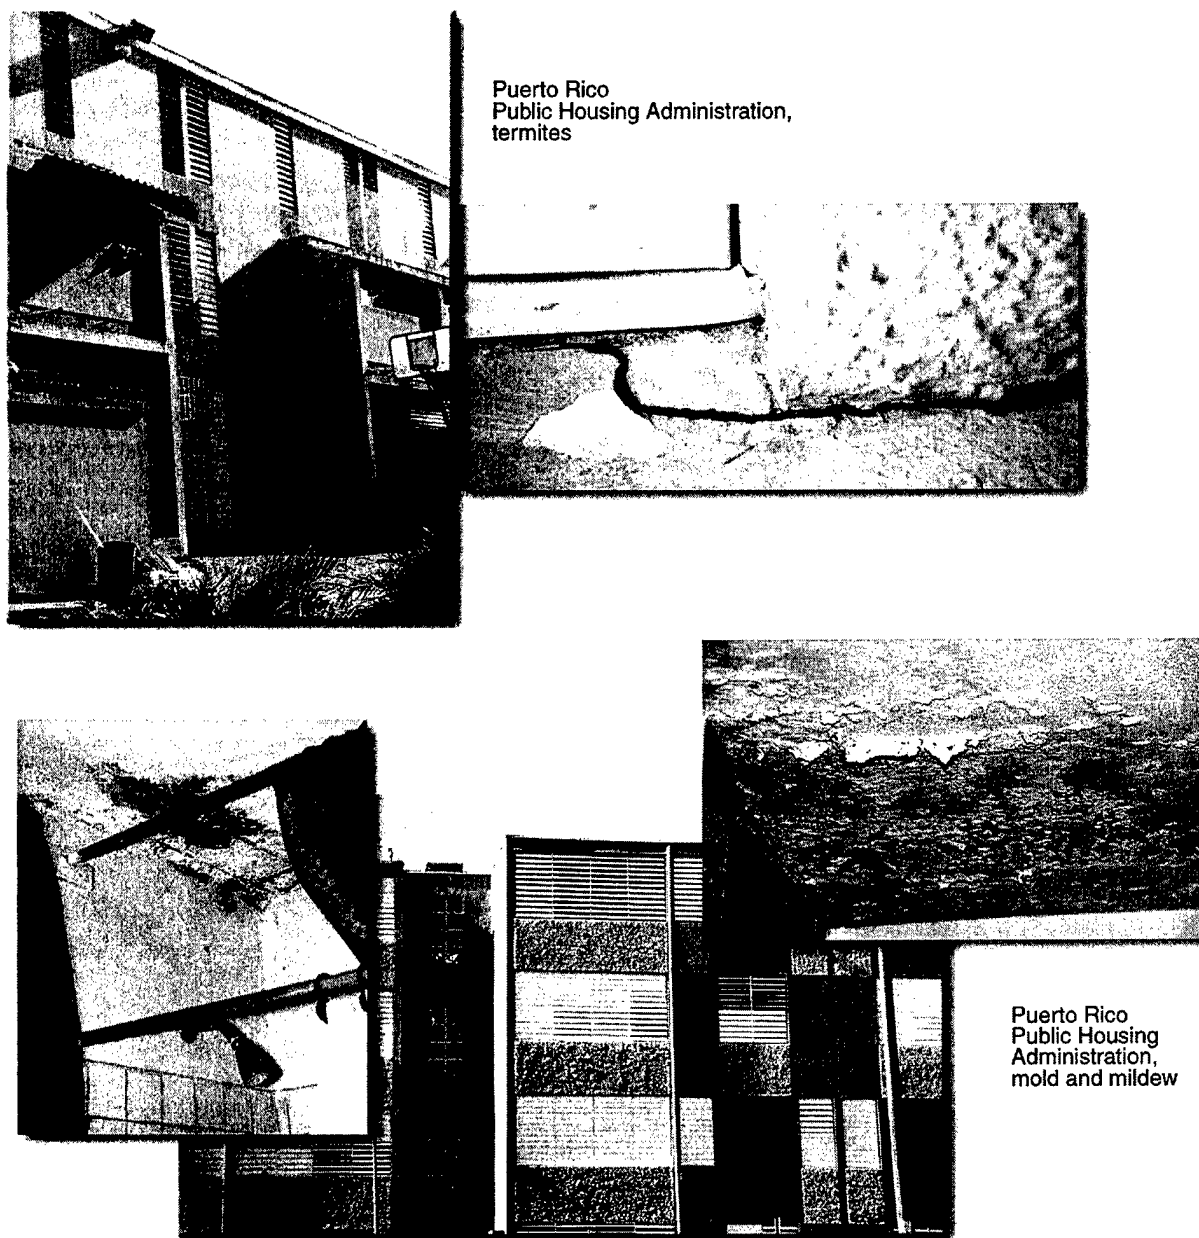 Puerto Rico
Public Housing Administration,
termites
Puerto Rico
Public Housing
Administration,
mold and mildew